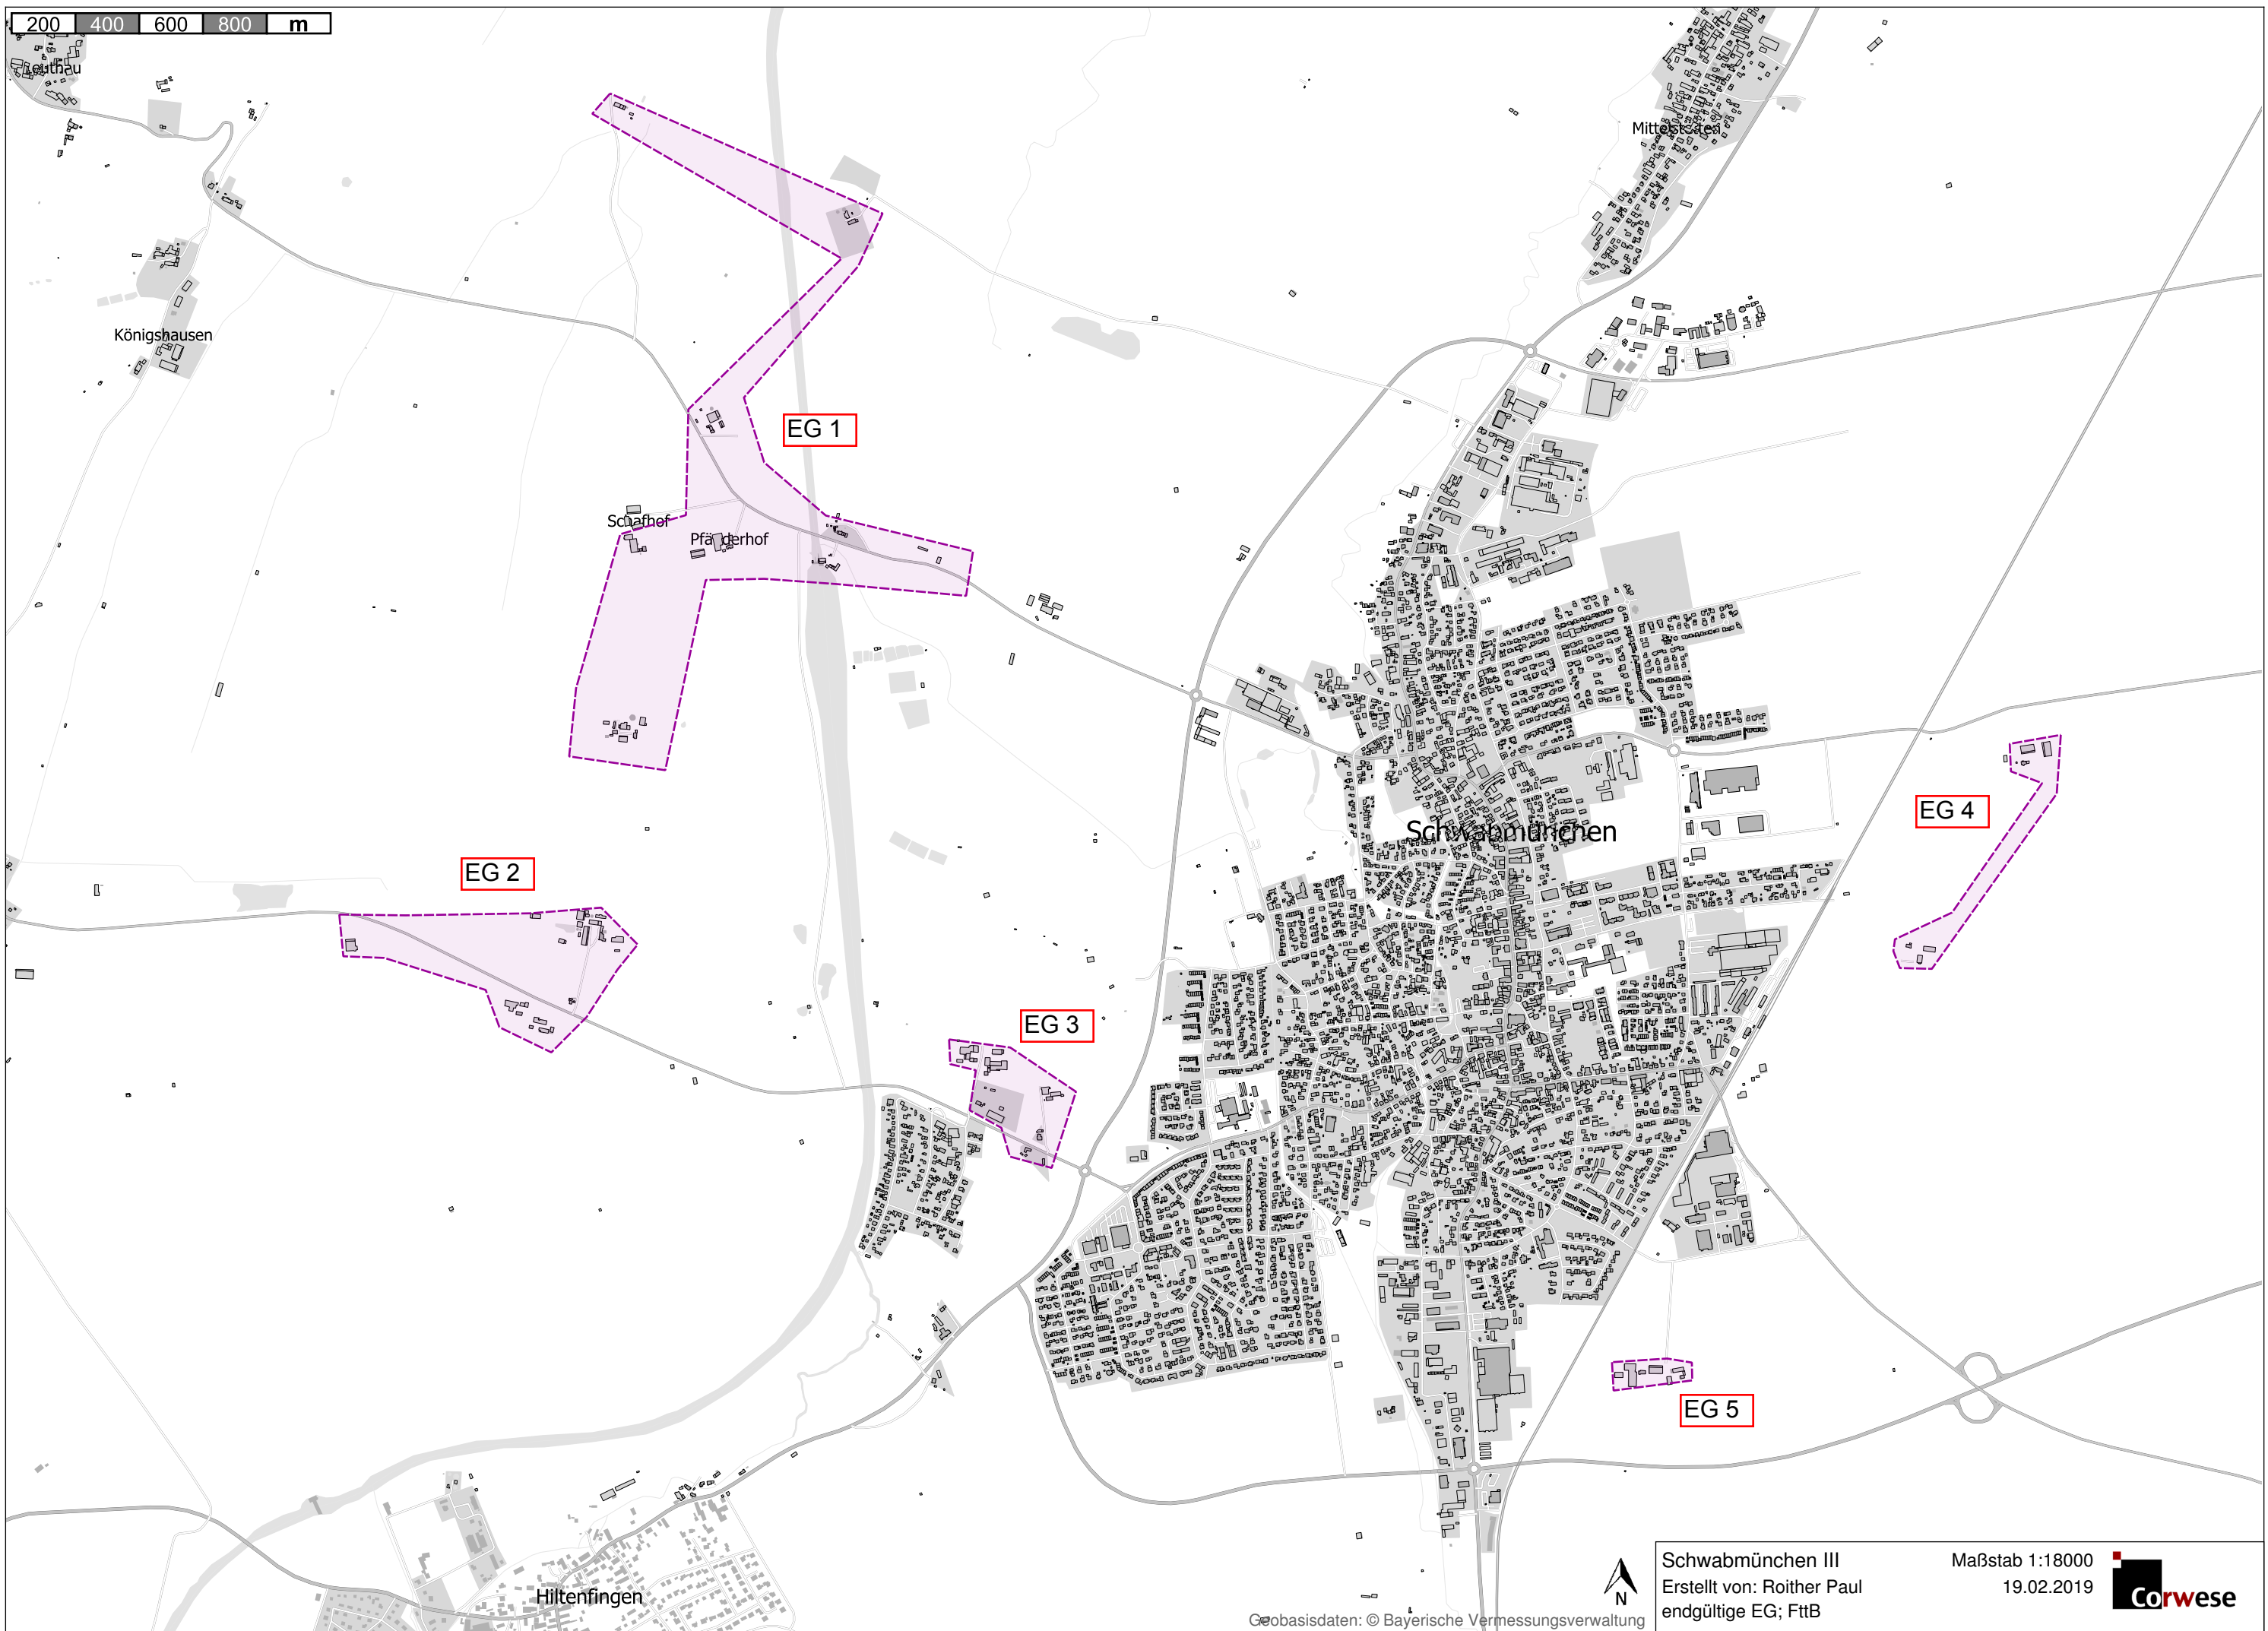 200 400 600 800 m
Leuthau
Mittelstetten
Königshausen
EG 1
Schafhof
Pfänderhof
EG 4
Schwabmünchen
EG 2
EG 3
EG 5
Schwabmünchen III
Maßstab 1:18000
Erstellt von: Roither Paul
19.02.2019
endgültige EG; FttB
Corwese
N
Hiltenfingen
Geobasisdaten: © Bayerische Vermessungsverwaltung